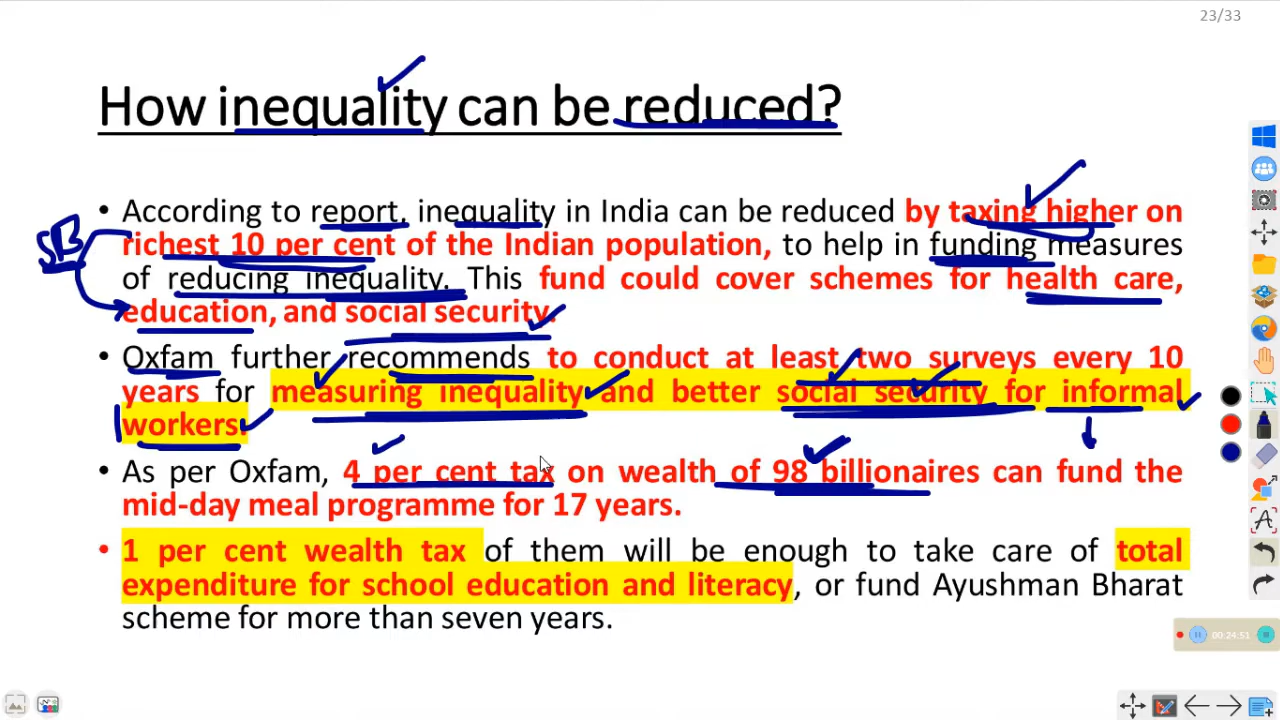 23/33
How inequality can be reduced?
• According to report, inequality in India can be reduced by taxing higher on
richest 10 per cent of the Indian population, to help in funding measures
of reducing inequality. This fund could cover schemes for health care,
education, and social security.
• Oxfam further recommends to conduct at least two surveys every 10
years for measuring inequality and better social security for informal
workers.
• As per Oxfam, 4 per cent tax on wealth of 98 billionaires can fund the
mid-day meal programme for 17 years.
• 1 per cent wealth tax of them will be enough to take care of total
expenditure for school education and literacy, or fund Ayushman Bharat
scheme for more than seven years.
00:24:51